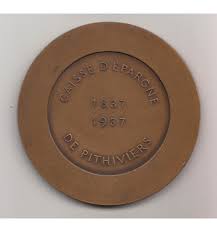 CAISSE D'EPARGNE
1837
1937
DE PITHIVIERS